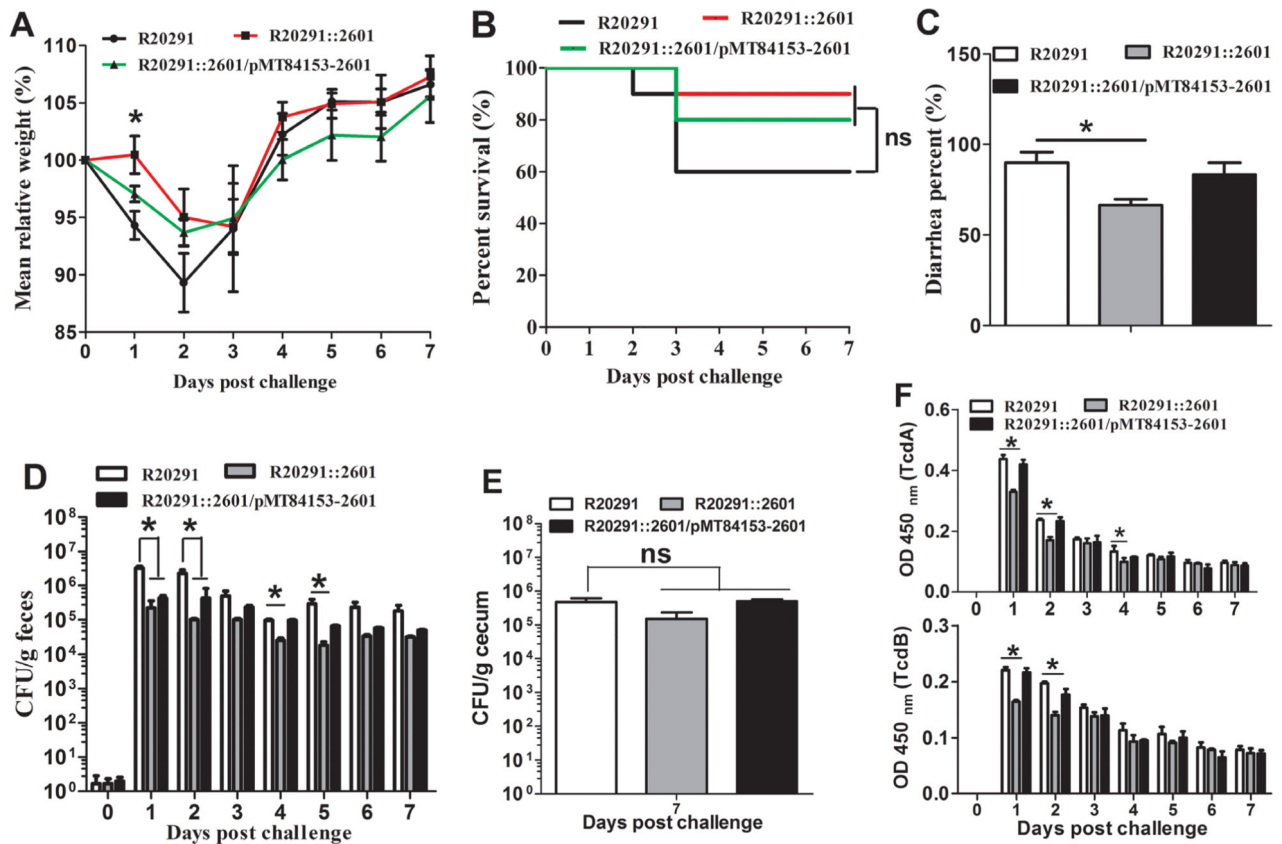 A
R20291
R20291::2601
R20291::2601/pMT84153-2601
Mean relative weight (%)
110
105
100
95
90
85
*
0 1 2 3 4 5 6 7
Days post challenge
B
R20291
R20291::2601
R20291::2601/pMT84153-2601
Percent survival (%)
100
80
60
40
20
0
ns
0 1 2 3 4 5 6 7
Days post challenge
C
R20291
R20291::2601
R20291::2601/pMT84153-2601
Diarrhea percent (%)
150
100
50
0
*
D
R20291
R20291::2601
R20291::2601/pMT84153-2601
CFU/g feces
10^8
10^7
10^6
10^5
10^4
10^3
10^2
10^1
10^0
* * * *
0 1 2 3 4 5 6 7
Days post challenge
E
R20291
R20291::2601
R20291::2601/pMT84153-2601
CFU/g cecum
10^8
10^7
10^6
10^5
10^4
10^3
10^2
10^1
10^0
ns
7
Days post challenge
F
R20291
R20291::2601
R20291::2601/pMT84153-2601
OD 450 nm (TcdA)
0.6
0.4
0.2
0.0
* * *
0 1 2 3 4 5 6 7
OD 450 nm (TcdB)
0.3
0.2
0.1
0.0
* *
0 1 2 3 4 5 6 7
Days post challenge